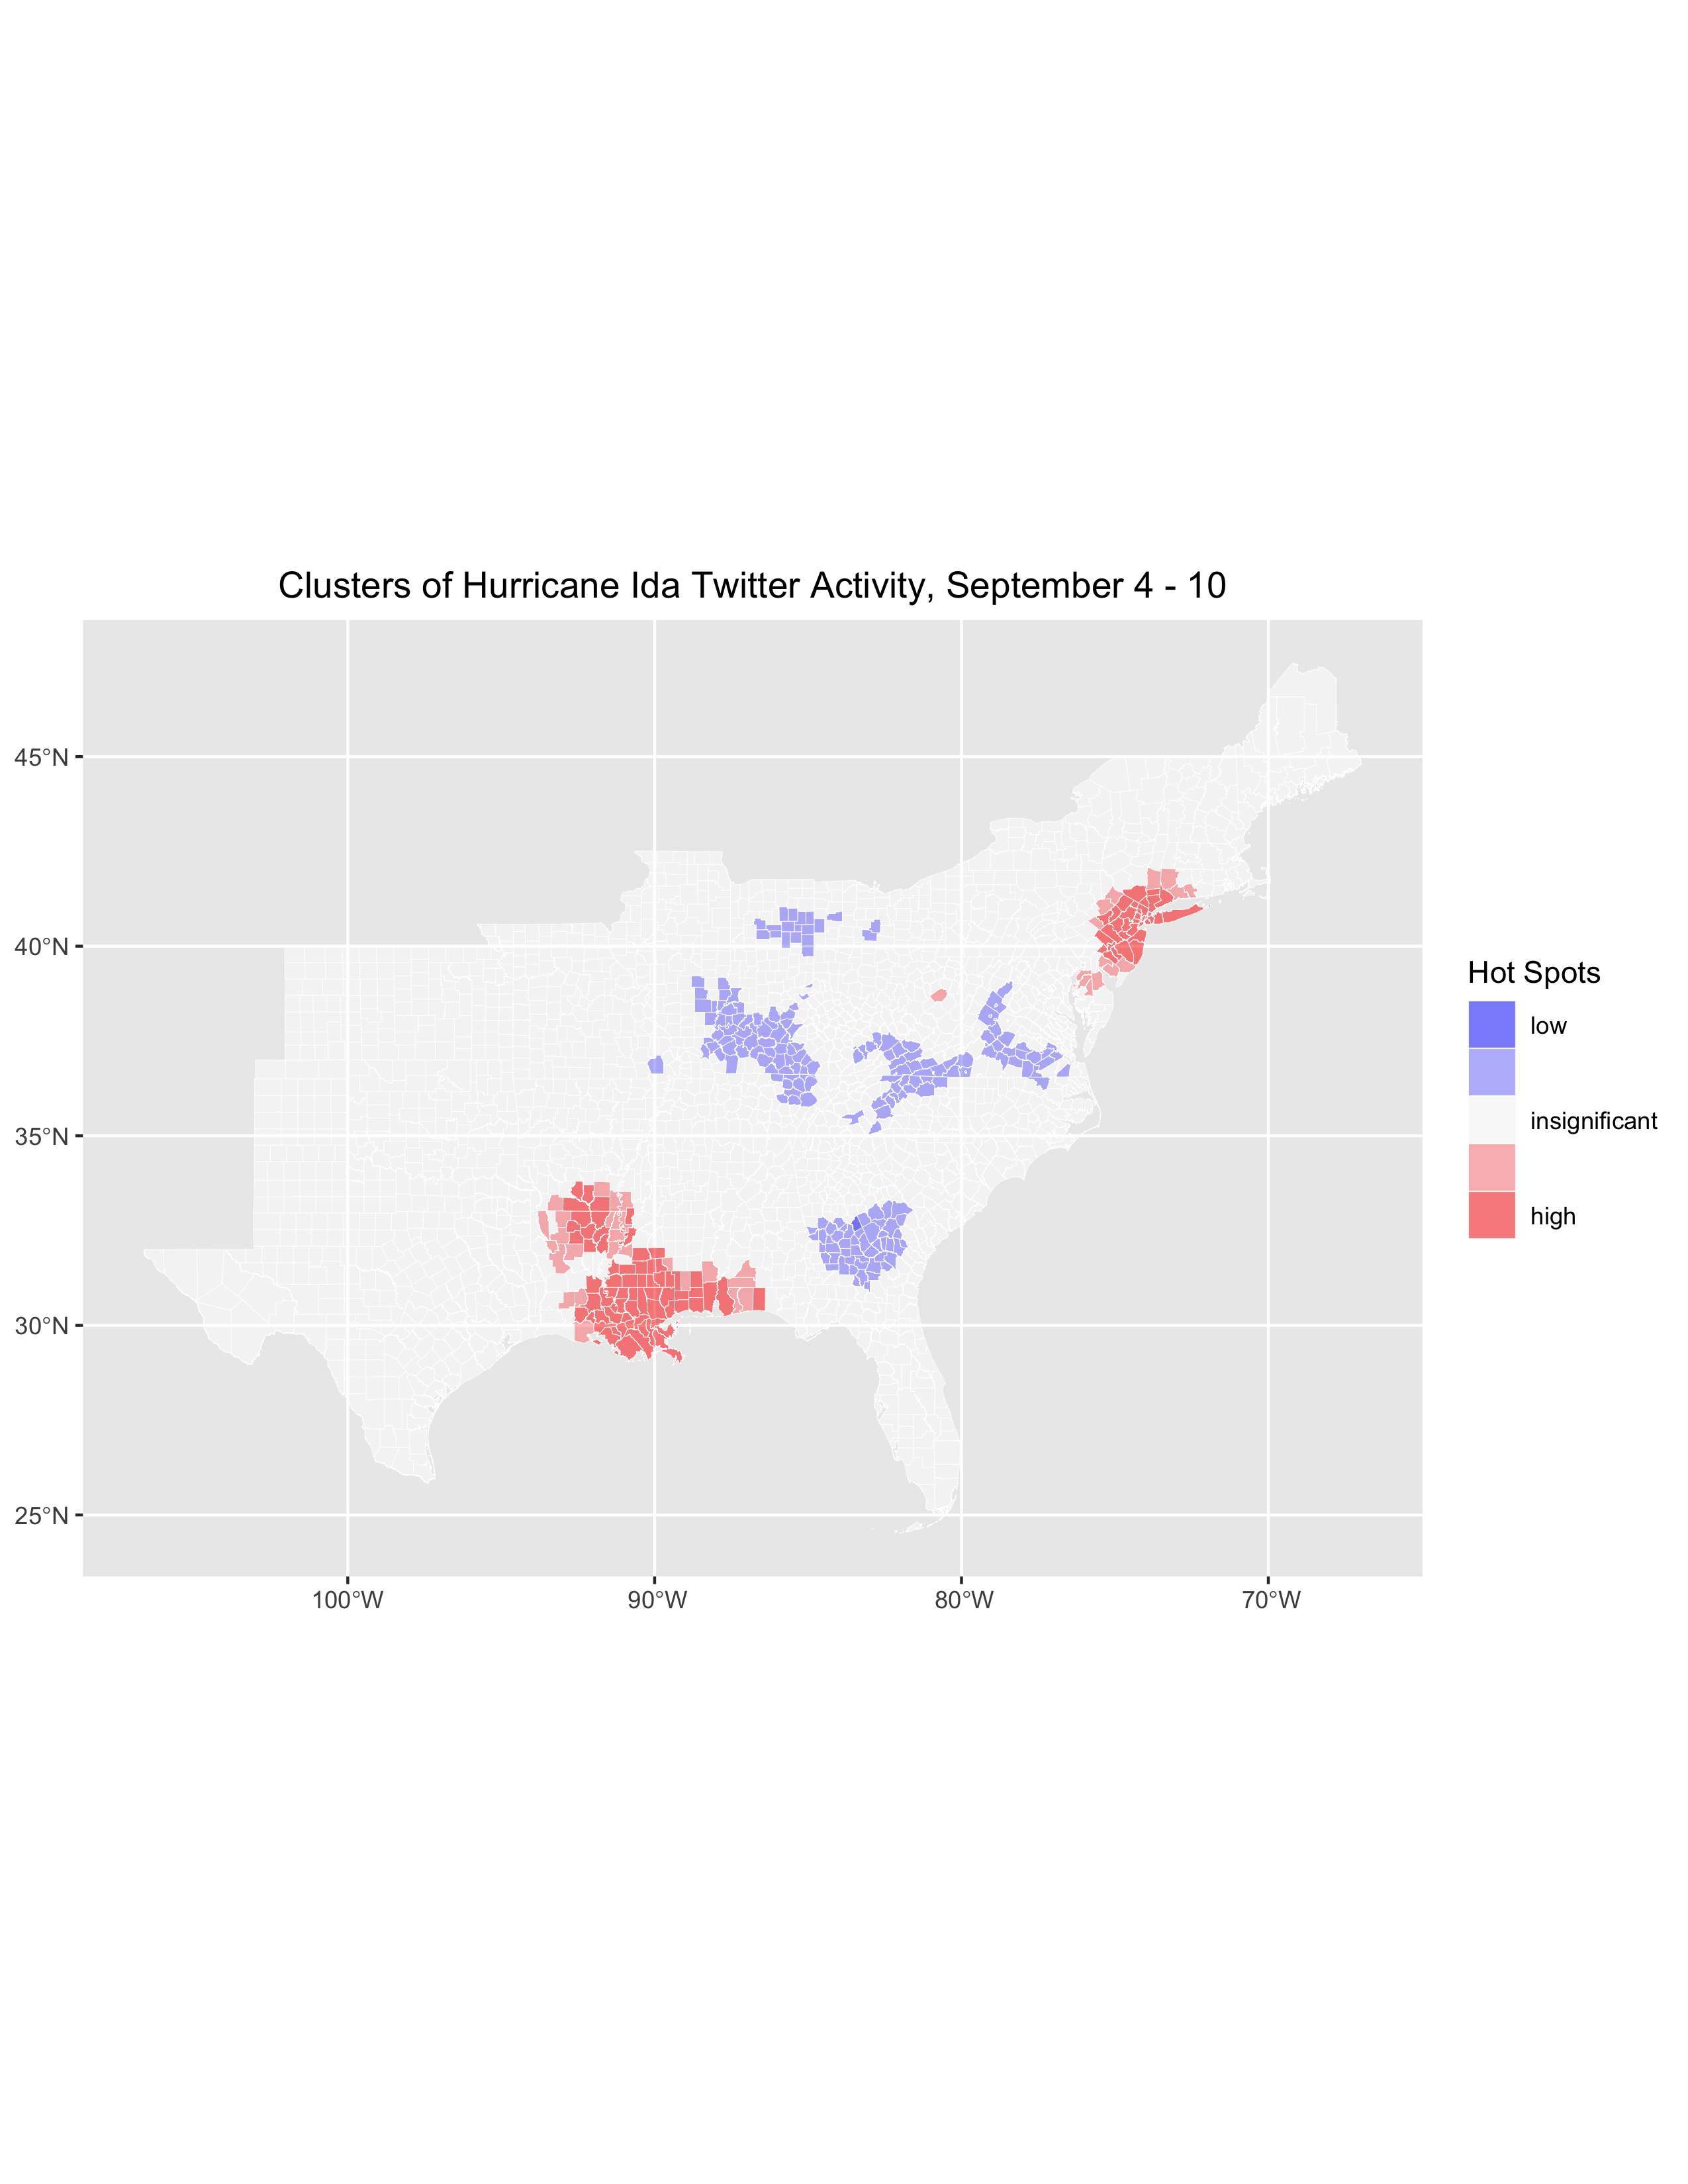 Clusters of Hurricane Ida Twitter Activity, September 4 - 10
45°N
40°N
35°N
30°N
25°N
100°W
90°W
80°W
70°W
Hot Spots
low
insignificant
high